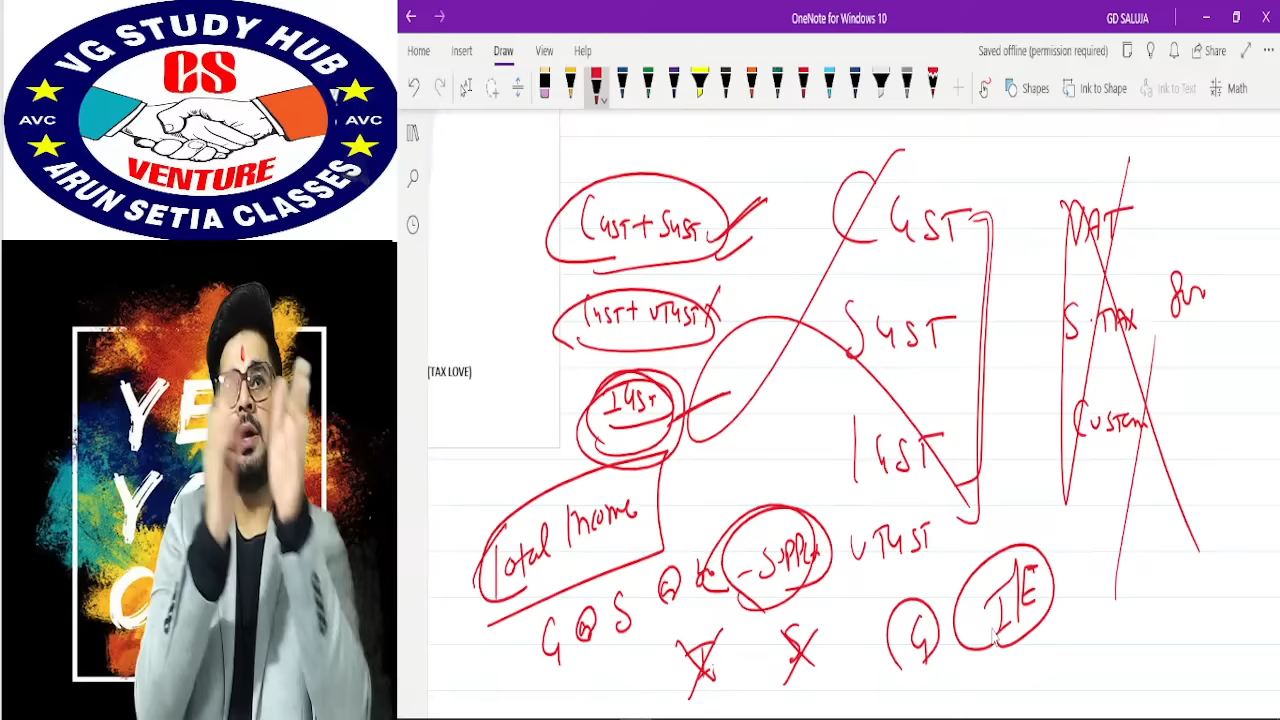 VG STUDY HUB
CS
AVC
AVC
VENTURE
ARUN SETIA CLASSES
YE
Y
O
OneNote for Windows 10
GD SALUJA
Home
Insert
Draw
View
Help
Saved offline (permission required)
Share
Shapes
Ink to Shape
Ink to Text
Math
(TAX LOVE)
CGST + SGST
CGST + UTGST
IGST
Total Income
CGST
SGST
IGST
UTGST
VAT
S. TAX
Custom
Supply
G or S
G
I/E